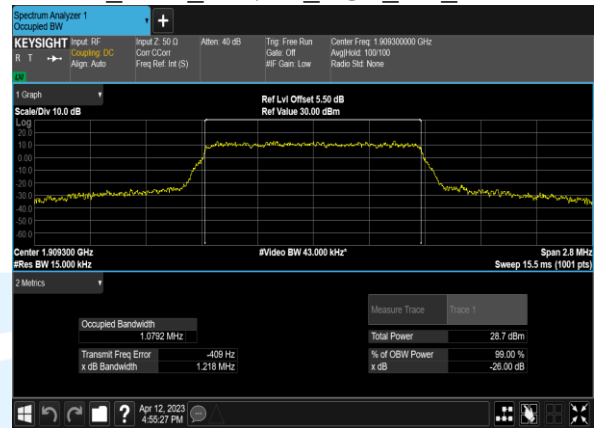 Spectrum Analyzer 1
Occupied BW
+
KEYSIGHT
R T
LV
Input: RF
Coupling: DC
Align: Auto
Input Z: 50 Ω
Corr CCorr
Freq Ref: Int (S)
Atten: 40 dB
Trig: Free Run
Gate: Off
#IF Gain: Low
Center Freq: 1.909300000 GHz
Avg|Hold: 100/100
Radio Std: None
1 Graph
Scale/Div 10.0 dB
Ref Lvl Offset 5.50 dB
Ref Value 30.00 dBm
Log
20.0
10.0
0.00
-10.0
-20.0
-30.0
-40.0
-50.0
-60.0
Center 1.909300 GHz
#Res BW 15.000 kHz
#Video BW 43.000 kHz*
Span 2.8 MHz
Sweep 15.5 ms (1001 pts)
2 Metrics
Measure Trace
Trace 1
Occupied Bandwidth
1.0792 MHz
Total Power
28.7 dBm
Transmit Freq Error
-409 Hz
% of OBW Power
99.00 %
x dB Bandwidth
1.218 MHz
x dB
-26.00 dB
?
Apr 12, 2023
4:55:27 PM